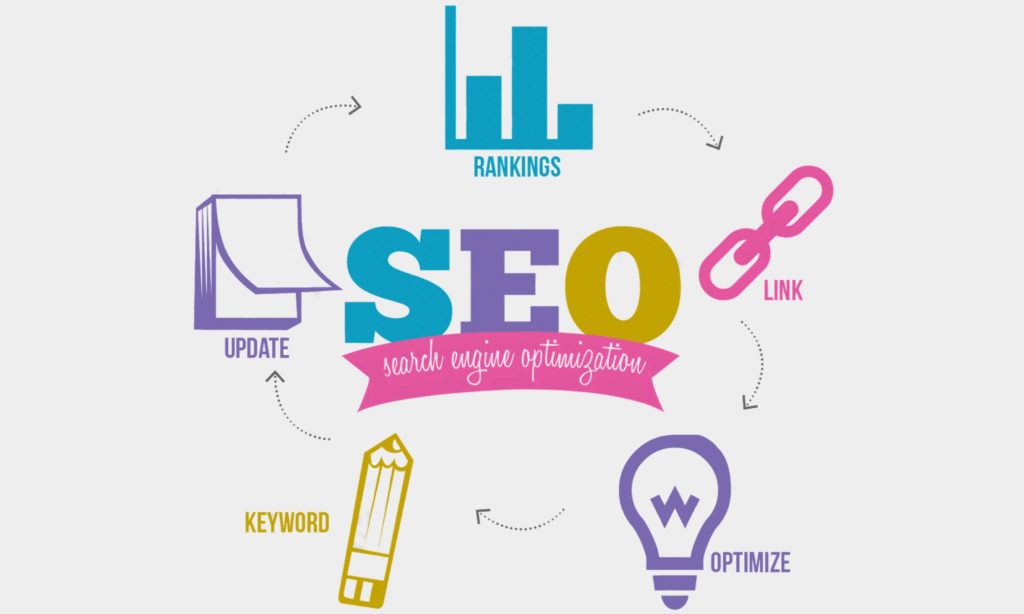 RANKINGS
LINK
SEO
search engine optimization
UPDATE
KEYWORD
OPTIMIZE